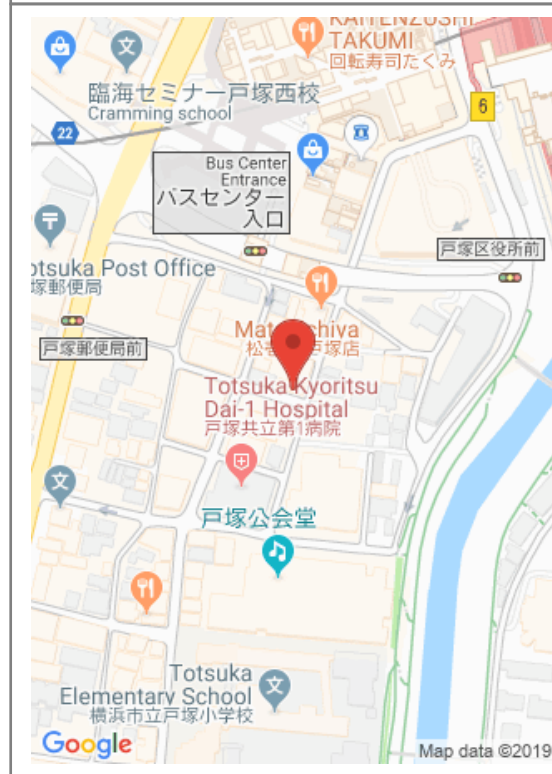 KAITENZUSHI
TAKUMI
回転寿司たくみ
臨海セミナー戸塚西校
Cramming school
6
22
Bus Center
Entrance
バスセンター
入口
戸塚区役所前
otsuka Post Office
塚郵便局
戸塚郵便局前
Totsuka Kyoritsu
Dai-1 Hospital
戸塚共立第1病院
戸塚公会堂
Totsuka
Elementary School
横浜市立戸塚小学校
Google
Map data ©2019